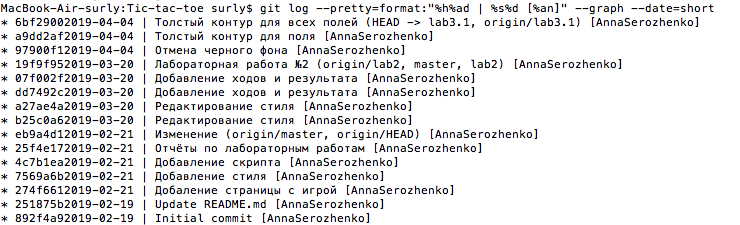 MacBook-Air-surly:Tic-tac-toe surly$ git log --pretty=format:"%h%ad | %s%d [%an]" --graph --date=short
* 6bf29002019-04-04 | Толстый контур для всех полей (HEAD -> lab3.1, origin/lab3.1) [AnnaSerozhenko]
* a9dd2af2019-04-04 | Толстый контур для поля [AnnaSerozhenko]
* 97900f12019-04-04 | Отмена черного фона [AnnaSerozhenko]
* 19f9f952019-03-20 | Лабораторная работа №2 (origin/lab2, master, lab2) [AnnaSerozhenko]
* 07f002f2019-03-20 | Добавление ходов и результата [AnnaSerozhenko]
* dd7492c2019-03-20 | Добавление ходов и результата [AnnaSerozhenko]
* a27ae4a2019-03-20 | Редактирование стиля [AnnaSerozhenko]
* b25c0a62019-03-20 | Редактирование стиля [AnnaSerozhenko]
* eb9a4d12019-02-21 | Изменение (origin/master, origin/HEAD) [AnnaSerozhenko]
* 25f4e172019-02-21 | Отчёты по лабораторным работам [AnnaSerozhenko]
* 4c7b1ea2019-02-21 | Добавление скрипта [AnnaSerozhenko]
* 7569a6b2019-02-21 | Добавление стиля [AnnaSerozhenko]
* 274f6612019-02-21 | Добаление страницы с игрой [AnnaSerozhenko]
* 251875b2019-02-19 | Update README.md [AnnaSerozhenko]
* 892f4a92019-02-19 | Initial commit [AnnaSerozhenko]